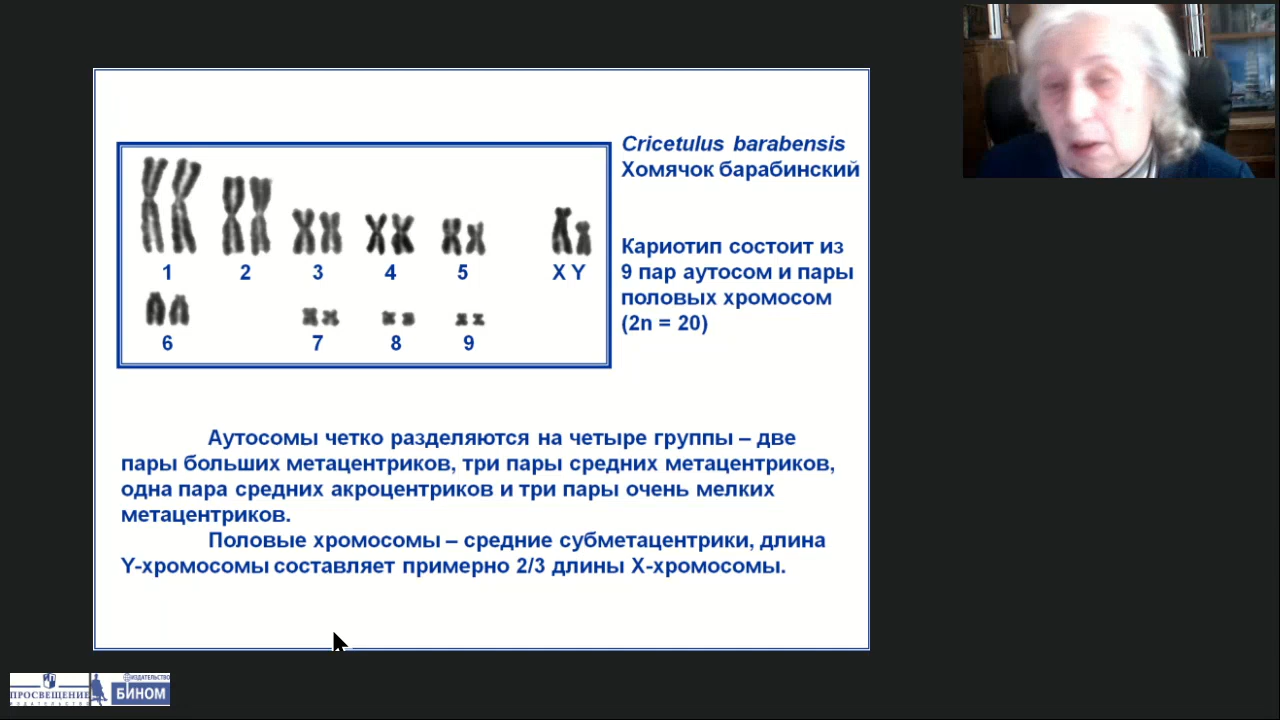 Cricetulus barabensis
Хомячок барабинский
Кариотип состоит из
9 пар аутосом и пары
половых хромосом
(2n = 20)
1 2 3 4 5 X Y
6 7 8 9
Аутосомы четко разделяются на четыре группы – две
пары больших метацентриков, три пары средних метацентриков,
одна пара средних акроцентриков и три пары очень мелких
метацентриков.
Половые хромосомы – средние субметацентрики, длина
Y-хромосомы составляет примерно 2/3 длины X-хромосомы.
ПРОСВЕЩЕНИЕ
ИЗДАТЕЛЬСТВО
ИЗДАТЕЛЬСТВО
БИНОМ